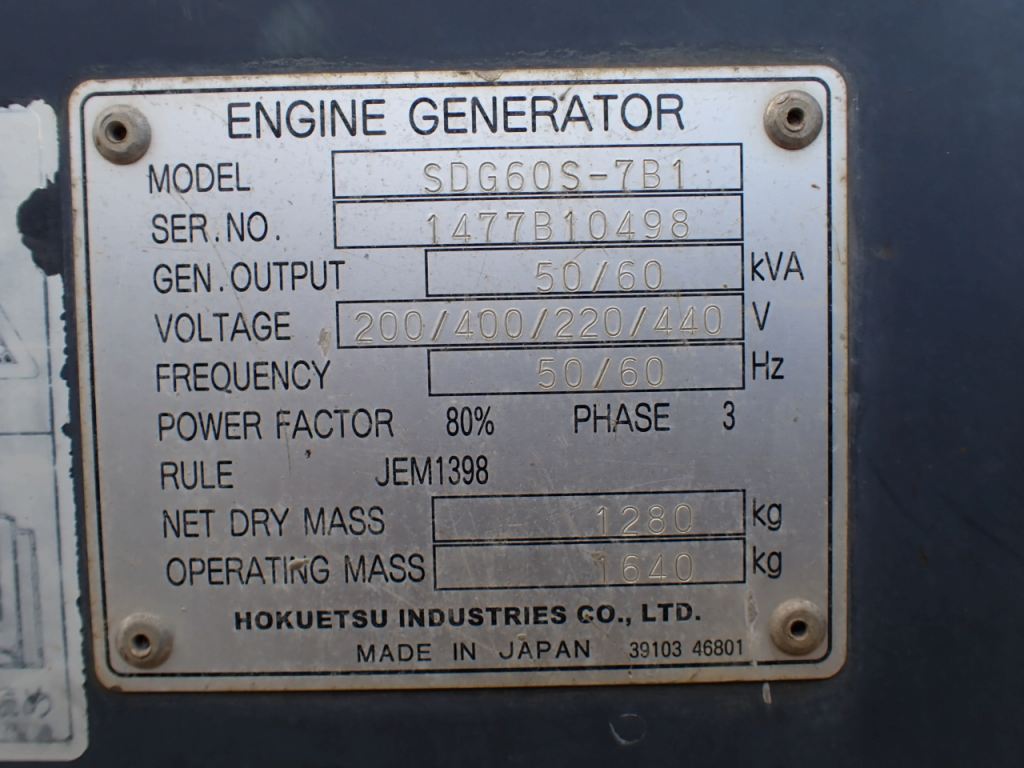 ENGINE GENERATOR
MODEL SDG60S-7B1
SER.NO. 1477B10498
GEN.OUTPUT 50/60 kVA
VOLTAGE 200/400/220/440 V
FREQUENCY 50/60 Hz
POWER FACTOR 80% PHASE 3
RULE JEM1398
NET DRY MASS 1280 kg
OPERATING MASS 1640 kg
HOKUETSU INDUSTRIES CO., LTD.
MADE IN JAPAN 39103 46801